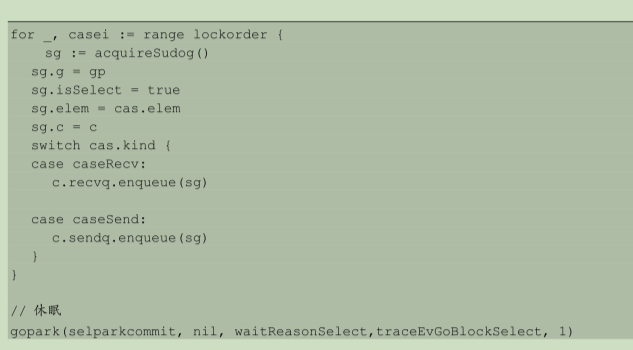 for _, casei := range lockorder {
sg := acquireSudog()
sg.g = gp
sg.isSelect = true
sg.elem = cas.elem
sg.c = c
switch cas.kind {
case caseRecv:
c.recvq.enqueue(sg)
case caseSend:
c.sendq.enqueue(sg)
}
}
// 休眠
gopark(selparkcommit, nil, waitReasonSelect,traceEvGoBlockSelect, 1)